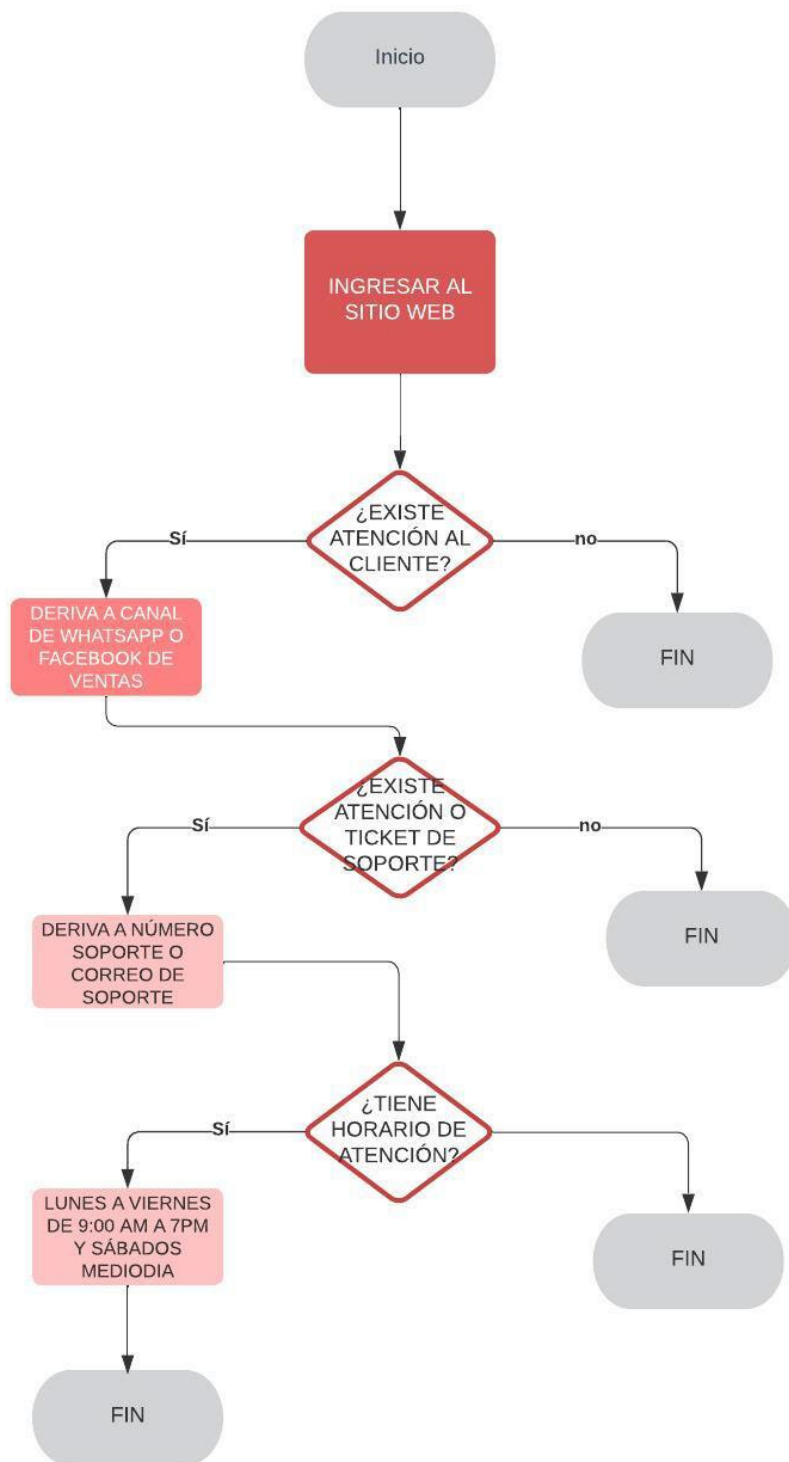 Inicio
INGRESAR AL
SITIO WEB
¿EXISTE
ATENCIÓN AL
CLIENTE?
Sí
no
DERIVA A CANAL
DE WHATSAPP O
FACEBOOK DE
VENTAS
FIN
¿EXISTE
ATENCIÓN O
TICKET DE
SOPORTE?
Sí
no
DERIVA A NÚMERO
SOPORTE O
CORREO DE
SOPORTE
FIN
¿TIENE
HORARIO DE
ATENCIÓN?
Sí
LUNES A VIERNES
DE 9:00 AM A 7PM
Y SÁBADOS
MEDIODIA
FIN
FIN